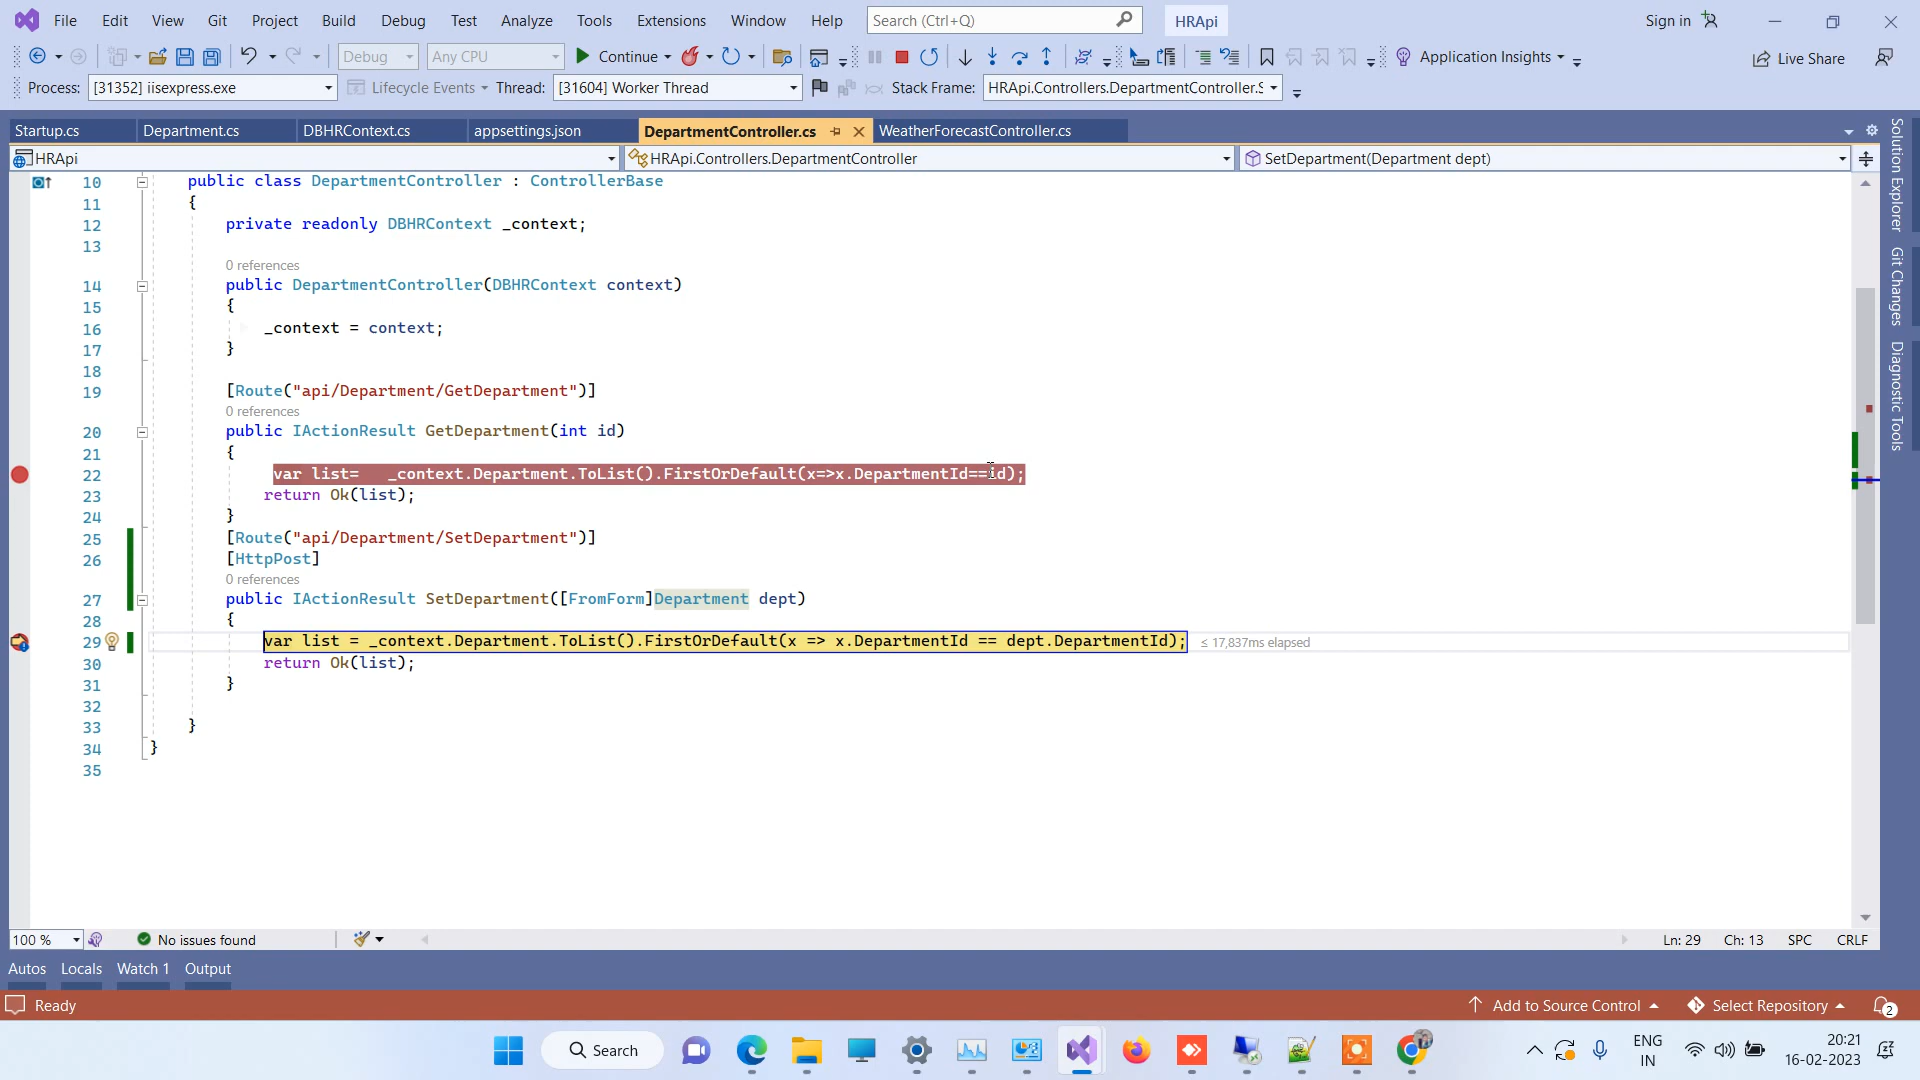 File Edit View Git Project Build Debug Test Analyze Tools Extensions Window Help Search (Ctrl+Q) HRApi Sign in
Debug Any CPU Continue Application Insights Live Share
Process: [31352] iisexpress.exe Lifecycle Events Thread: [31604] Worker Thread Stack Frame: HRApi.Controllers.DepartmentController.S
Startup.cs Department.cs DBHRContext.cs appsettings.json DepartmentController.cs WeatherForecastController.cs
HRApi HRApi.Controllers.DepartmentController SetDepartment(Department dept)
10 public class DepartmentController : ControllerBase
11 {
12 private readonly DBHRContext _context;
13
0 references
14 public DepartmentController(DBHRContext context)
15 {
16 _context = context;
17 }
18
19 [Route("api/Department/GetDepartment")]
0 references
20 public IActionResult GetDepartment(int id)
21 {
22 var list=   _context.Department.ToList().FirstOrDefault(x=>x.DepartmentId==id);
23 return Ok(list);
24 }
25 [Route("api/Department/SetDepartment")]
26 [HttpPost]
0 references
27 public IActionResult SetDepartment([FromForm]Department dept)
28 {
29 var list = _context.Department.ToList().FirstOrDefault(x => x.DepartmentId == dept.DepartmentId); ≤ 17,837ms elapsed
30 return Ok(list);
31 }
32
33 }
34 }
35
Solution Explorer
Git Changes
Diagnostic Tools
100 % No issues found Ln: 29 Ch: 13 SPC CRLF
Autos Locals Watch 1 Output
Ready Add to Source Control Select Repository 2
Search ENG IN 20:21 16-02-2023